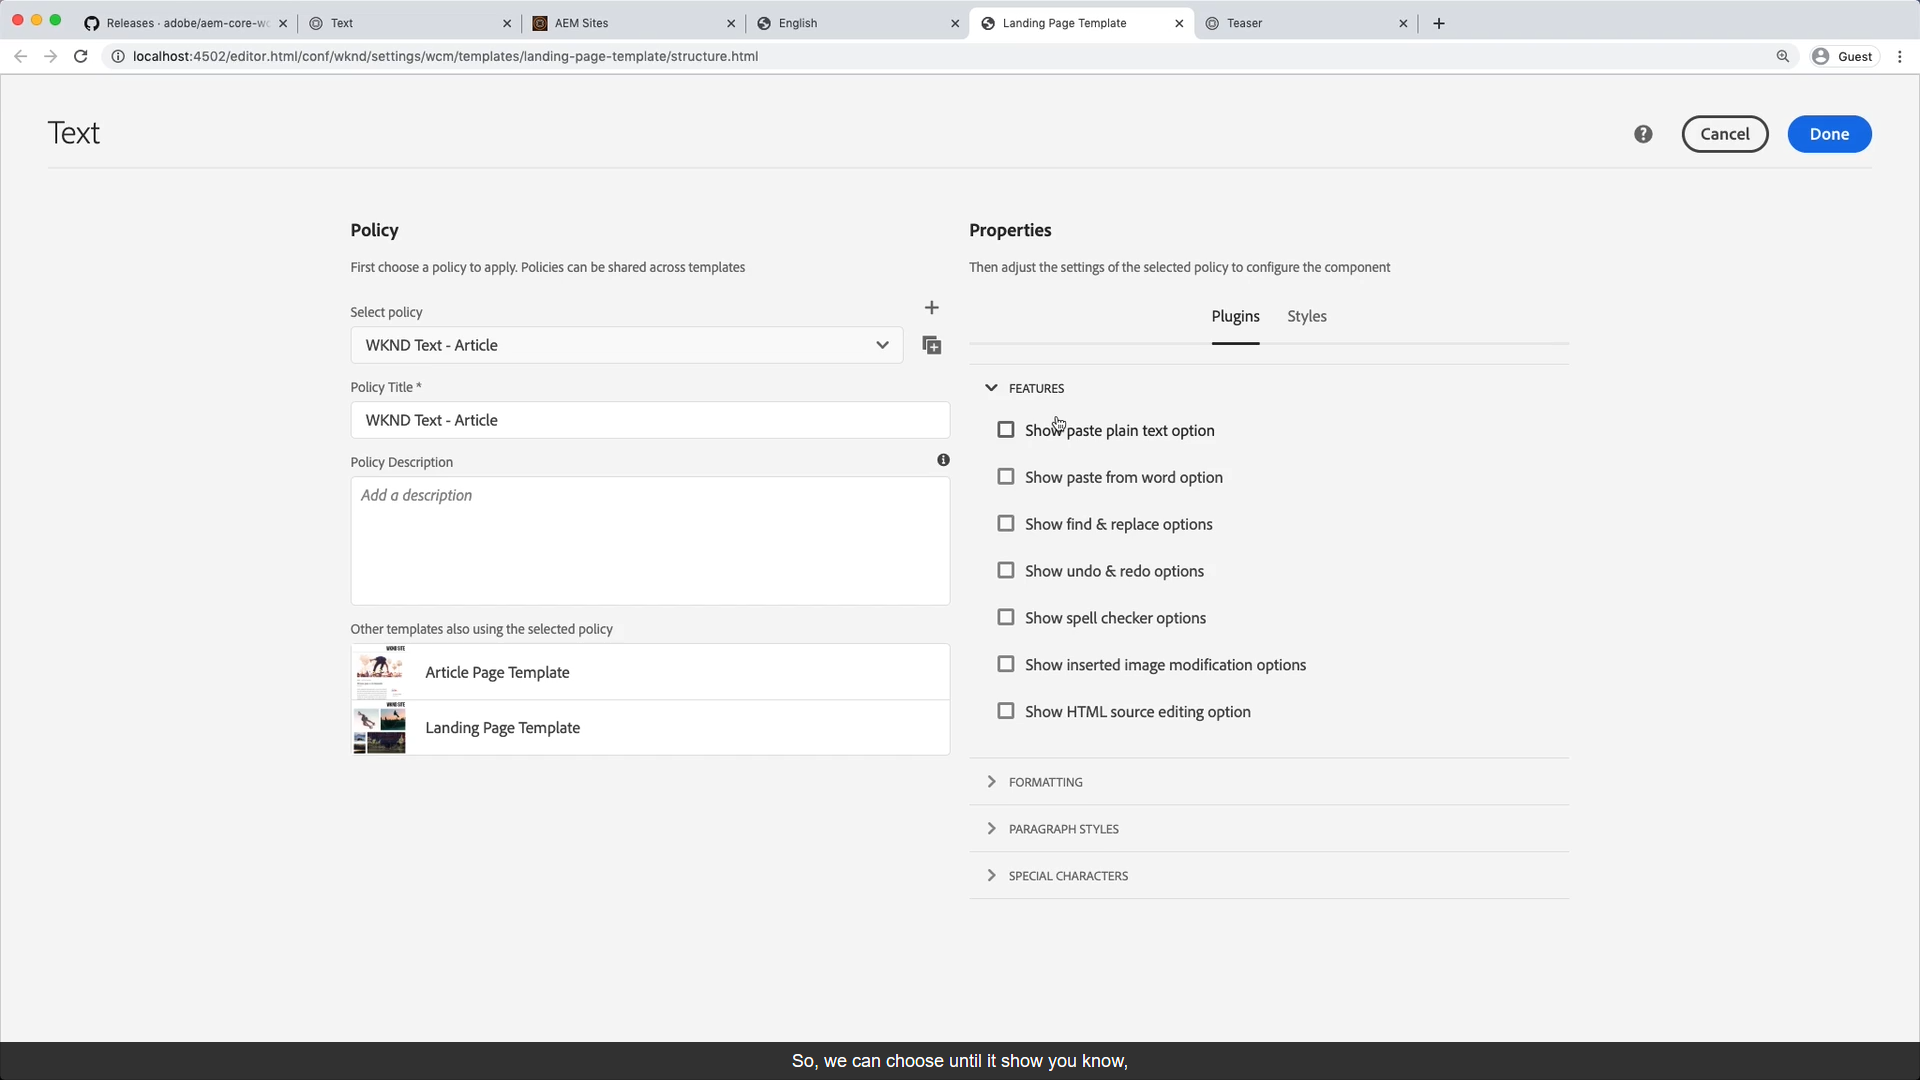 Releases · adobe/aem-core-wc
Text
AEM Sites
English
Landing Page Template
Teaser
localhost:4502/editor.html/conf/wknd/settings/wcm/templates/landing-page-template/structure.html
Guest
Text
Cancel
Done
Policy
First choose a policy to apply. Policies can be shared across templates
Select policy
WKND Text - Article
Policy Title *
WKND Text - Article
Policy Description
Add a description
Other templates also using the selected policy
Article Page Template
Landing Page Template
Properties
Then adjust the settings of the selected policy to configure the component
Plugins
Styles
FEATURES
Show paste plain text option
Show paste from word option
Show find & replace options
Show undo & redo options
Show spell checker options
Show inserted image modification options
Show HTML source editing option
FORMATTING
PARAGRAPH STYLES
SPECIAL CHARACTERS
So, we can choose until it show you know,